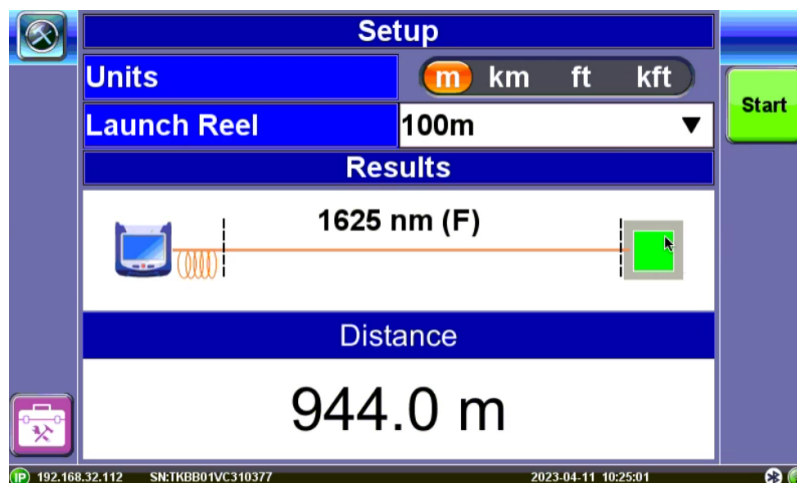 Setup
Units m km ft kft
Launch Reel 100m
Start
Results
1625 nm (F)
Distance
944.0 m
IP 192.168.32.112 SN:TKBB01VC310377 2023-04-11 10:25:01